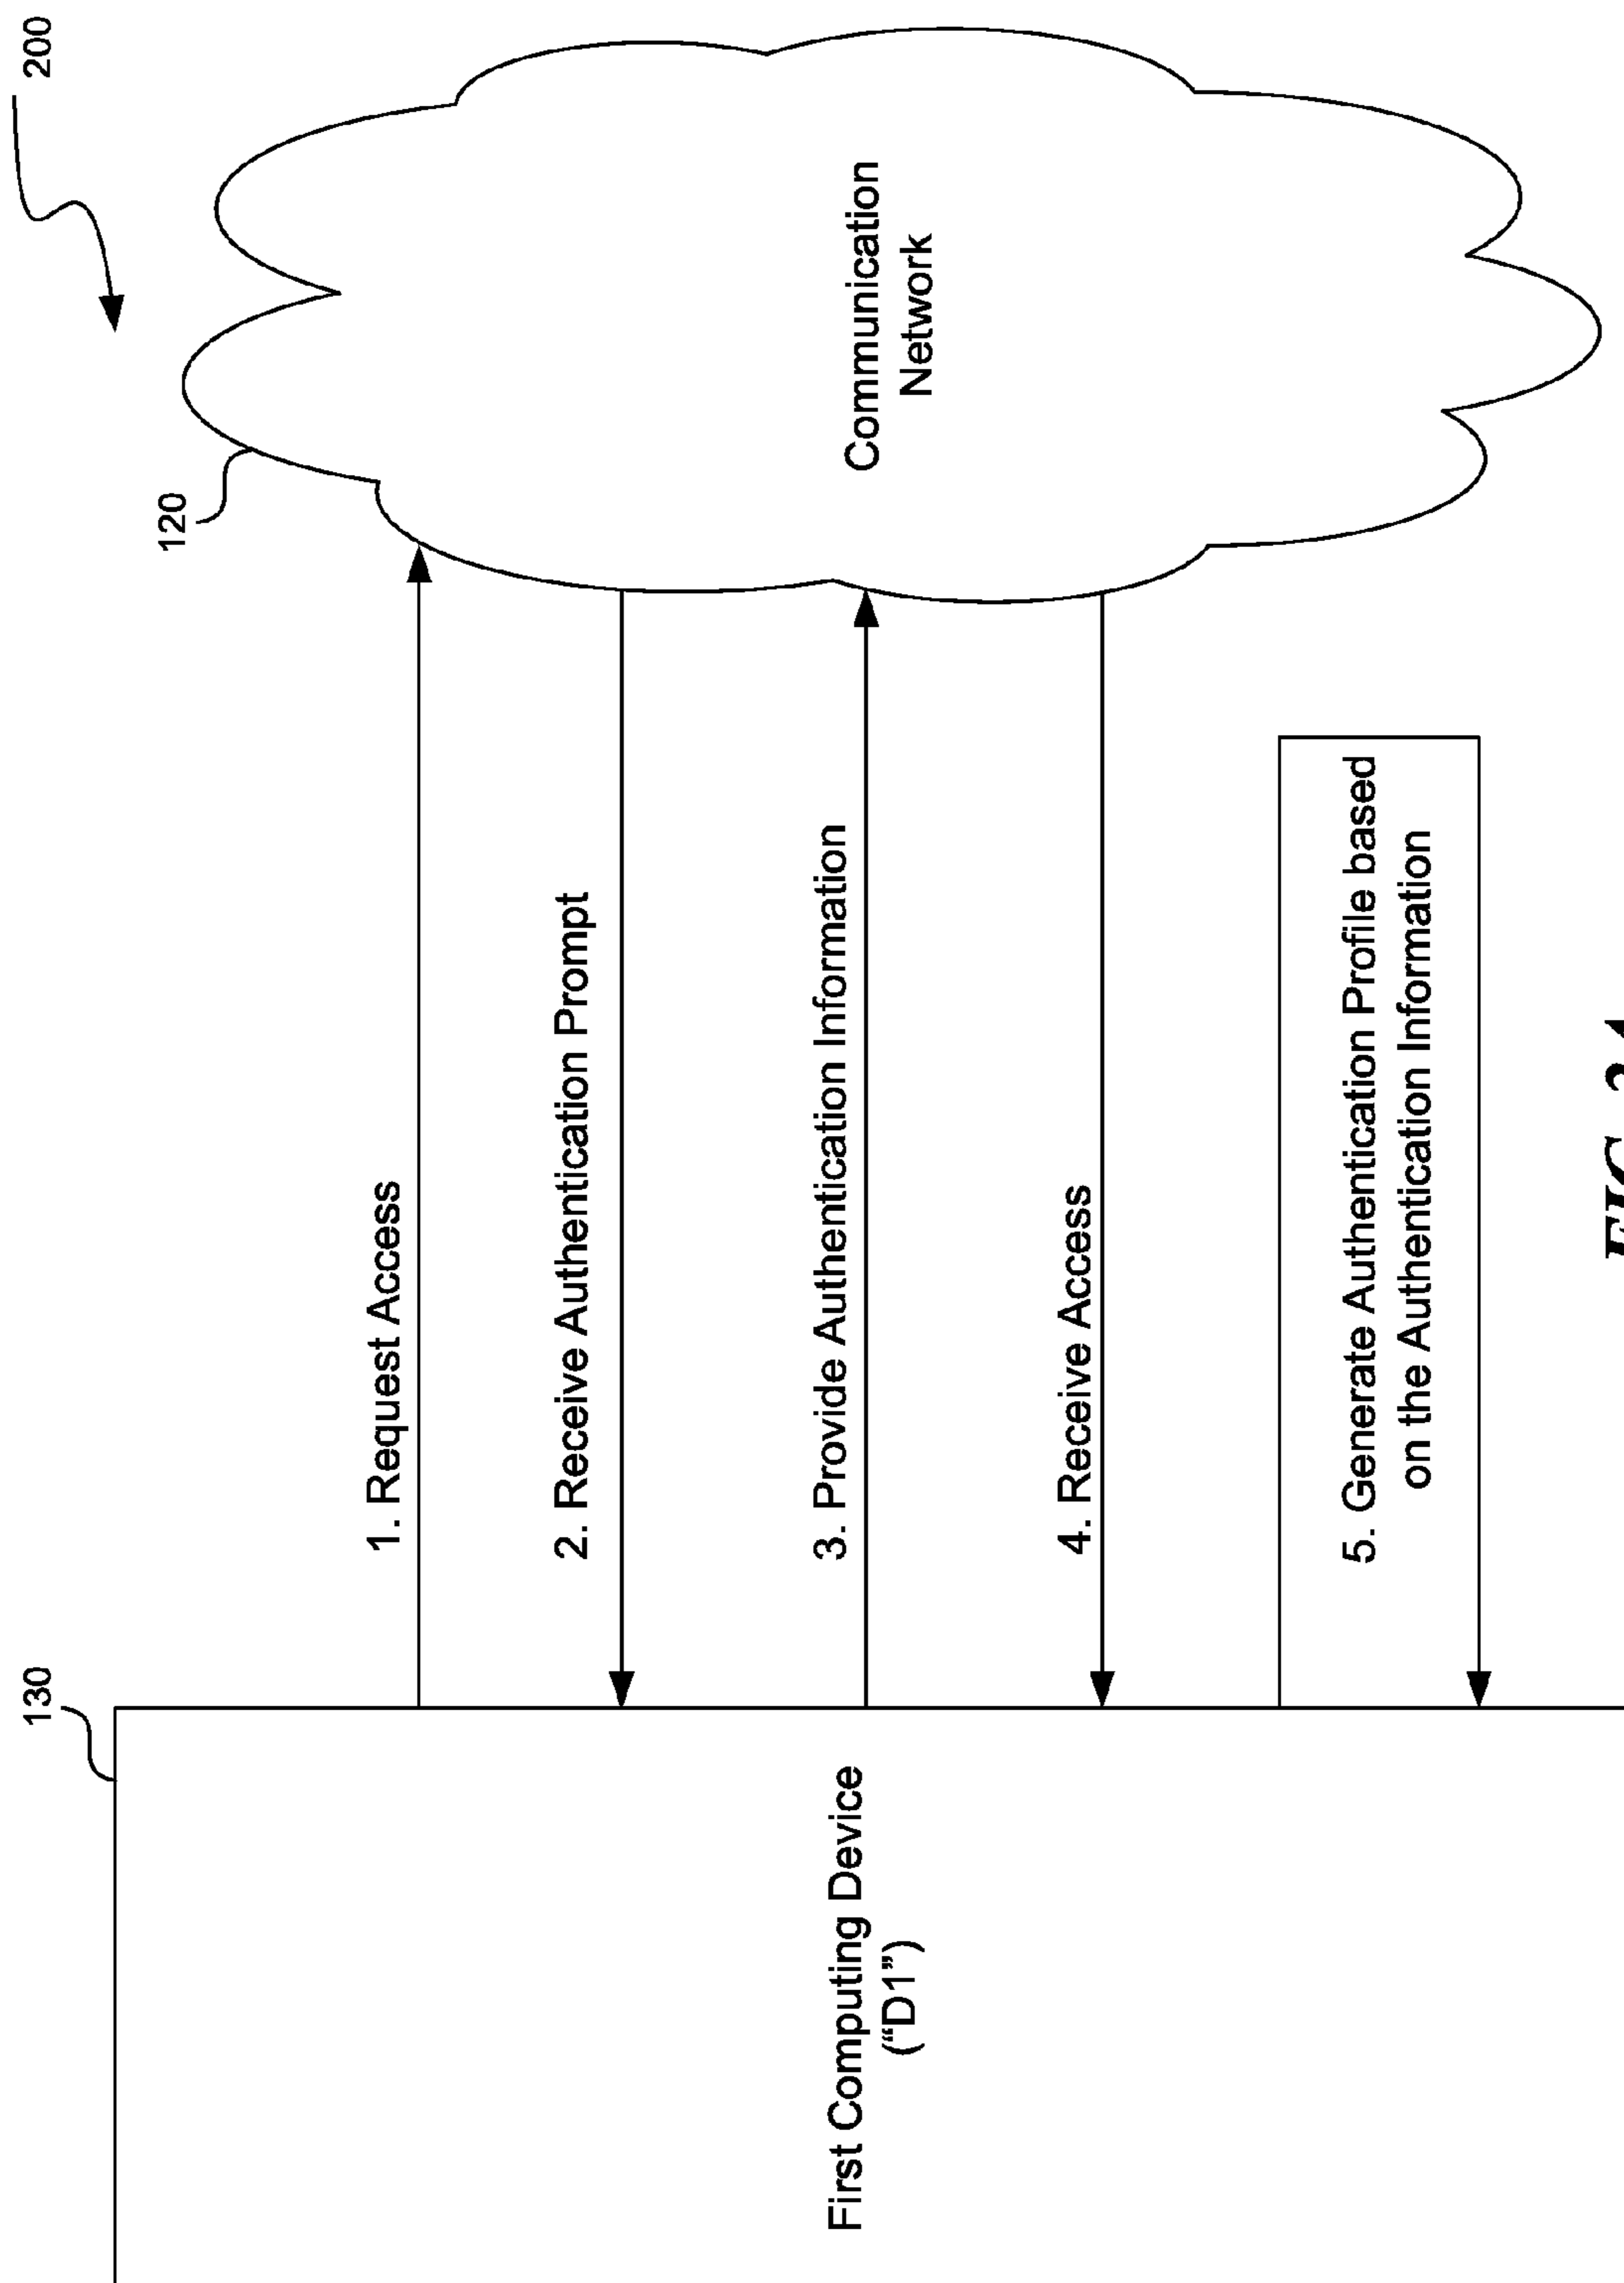 200
120
Communication
Network
130
First Computing Device
(“D1”)
1. Request Access
2. Receive Authentication Prompt
3. Provide Authentication Information
4. Receive Access
5. Generate Authentication Profile based
on the Authentication Information